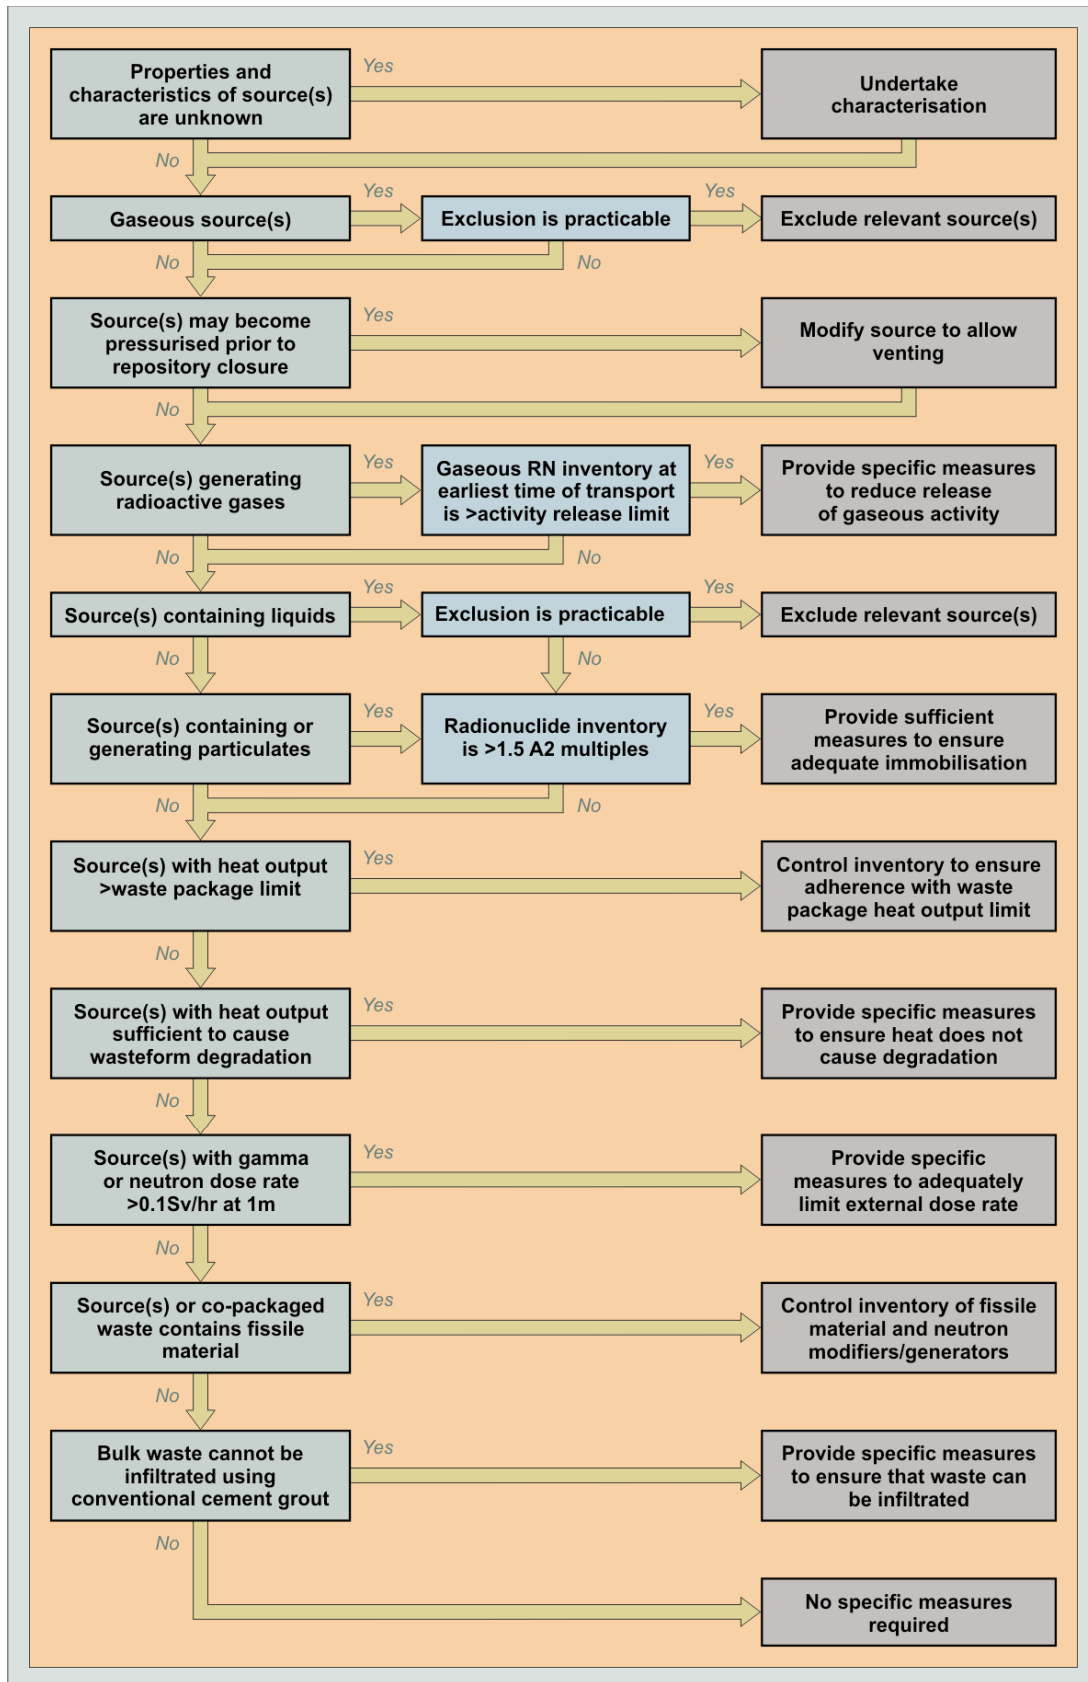 Properties and
characteristics of source(s)
are unknown
Yes
Undertake
characterisation
No
Gaseous source(s)
Yes
Exclusion is practicable
Yes
Exclude relevant source(s)
No
No
Source(s) may become
pressurised prior to
repository closure
Yes
Modify source to allow
venting
No
Source(s) generating
radioactive gases
Yes
Gaseous RN inventory at
earliest time of transport
is >activity release limit
Yes
Provide specific measures
to reduce release
of gaseous activity
No
No
Source(s) containing liquids
Yes
Exclusion is practicable
Yes
Exclude relevant source(s)
No
No
Source(s) containing or
generating particulates
Yes
Radionuclide inventory
is >1.5 A2 multiples
Yes
Provide sufficient
measures to ensure
adequate immobilisation
No
No
Source(s) with heat output
>waste package limit
Yes
Control inventory to ensure
adherence with waste
package heat output limit
No
Source(s) with heat output
sufficient to cause
wasteform degradation
Yes
Provide specific measures
to ensure heat does not
cause degradation
No
Source(s) with gamma
or neutron dose rate
>0.1Sv/hr at 1m
Yes
Provide specific
measures to adequately
limit external dose rate
No
Source(s) or co-packaged
waste contains fissile
material
Yes
Control inventory of fissile
material and neutron
modifiers/generators
No
Bulk waste cannot be
infiltrated using
conventional cement grout
Yes
Provide specific measures
to ensure that waste can
be infiltrated
No
No specific measures
required